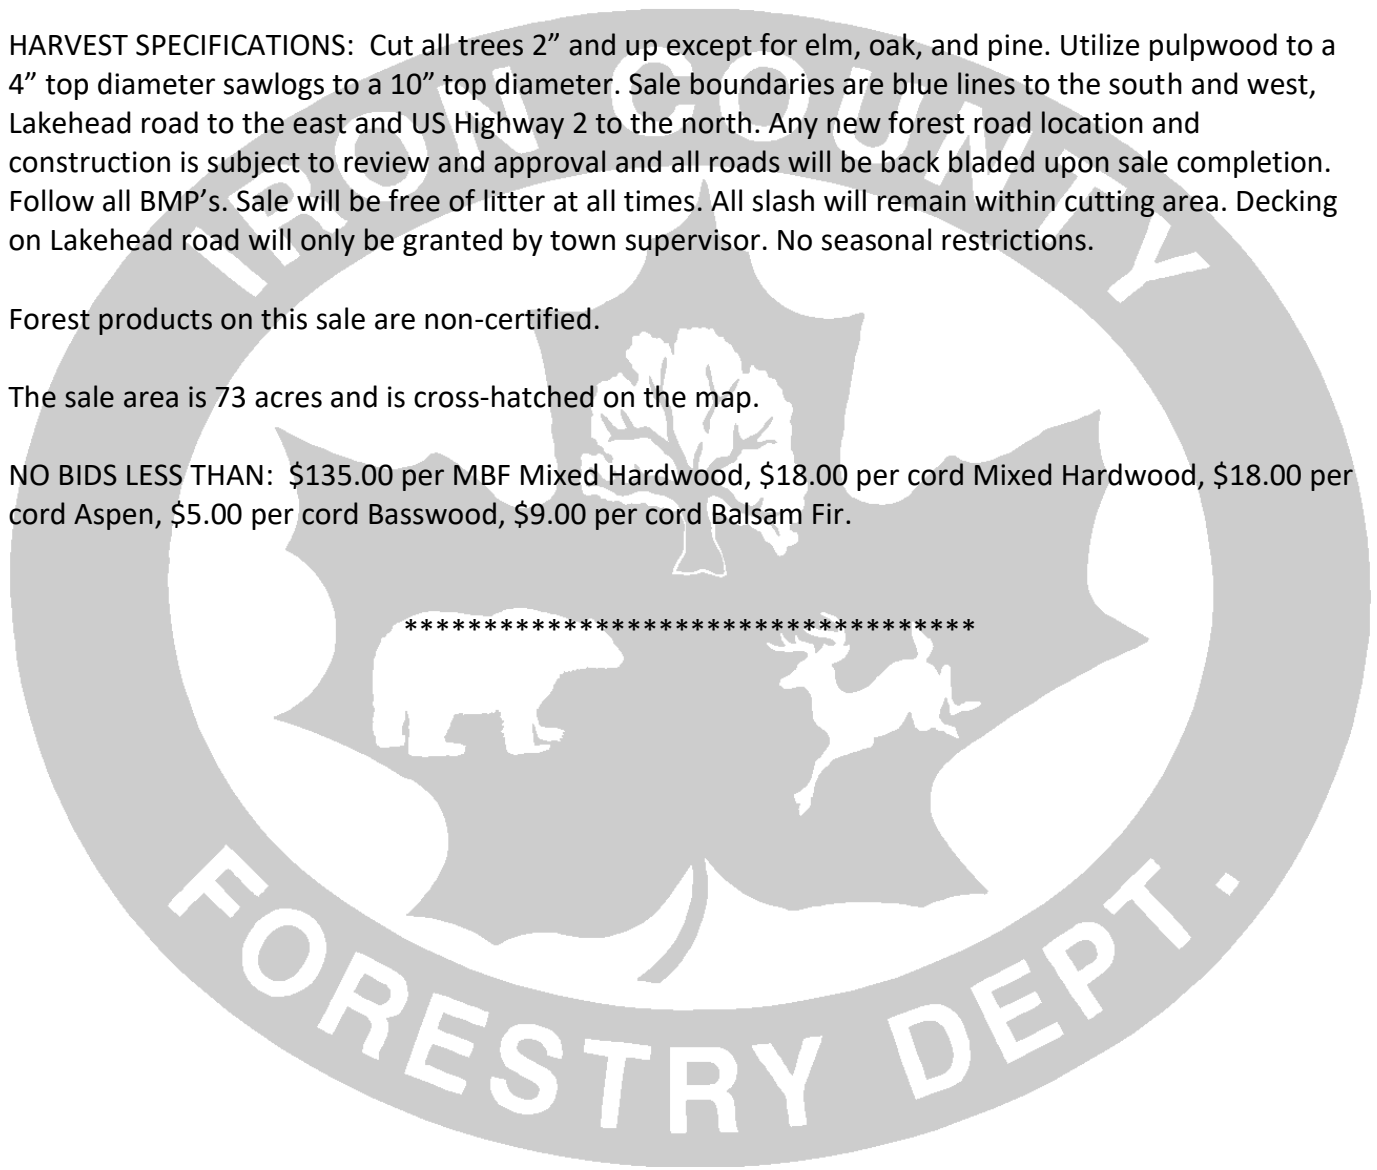 IRON COUNTY
HARVEST SPECIFICATIONS:  Cut all trees 2” and up except for elm, oak, and pine. Utilize pulpwood to a
4” top diameter sawlogs to a 10” top diameter. Sale boundaries are blue lines to the south and west,
Lakehead road to the east and US Highway 2 to the north. Any new forest road location and
construction is subject to review and approval and all roads will be back bladed upon sale completion.
Follow all BMP’s. Sale will be free of litter at all times. All slash will remain within cutting area. Decking
on Lakehead road will only be granted by town supervisor. No seasonal restrictions.
Forest products on this sale are non-certified.
The sale area is 73 acres and is cross-hatched on the map.
NO BIDS LESS THAN:  $135.00 per MBF Mixed Hardwood, $18.00 per cord Mixed Hardwood, $18.00 per
cord Aspen, $5.00 per cord Basswood, $9.00 per cord Balsam Fir.
************************************
FORESTRY DEPT.